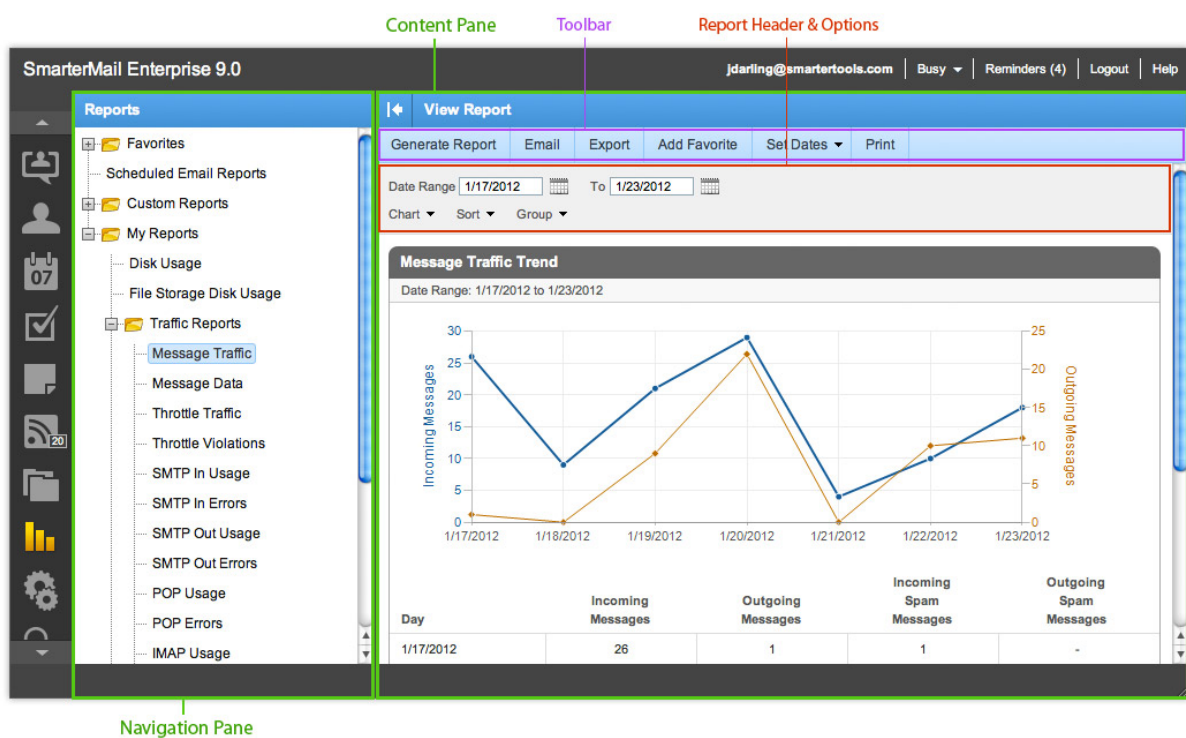 Content Pane Toolbar Report Header & Options
SmarterMail Enterprise 9.0 jdarling@smartertools.com Busy Reminders (4) Logout Help
Reports
Favorites
Scheduled Email Reports
Custom Reports
My Reports
Disk Usage
File Storage Disk Usage
Traffic Reports
Message Traffic
Message Data
Throttle Traffic
Throttle Violations
SMTP In Usage
SMTP In Errors
SMTP Out Usage
SMTP Out Errors
POP Usage
POP Errors
IMAP Usage
07
20
View Report
Generate Report Email Export Add Favorite Set Dates Print
Date Range 1/17/2012 To 1/23/2012
Chart Sort Group
Message Traffic Trend
Date Range: 1/17/2012 to 1/23/2012
Incoming Messages
30
25
20
15
10
5
0
25
20
15
10
5
0
Outgoing Messages
1/17/2012 1/18/2012 1/19/2012 1/20/2012 1/21/2012 1/22/2012 1/23/2012
Day
Incoming
Messages
Outgoing
Messages
Incoming
Spam
Messages
Outgoing
Spam
Messages
1/17/2012 26 1 1 -
Navigation Pane